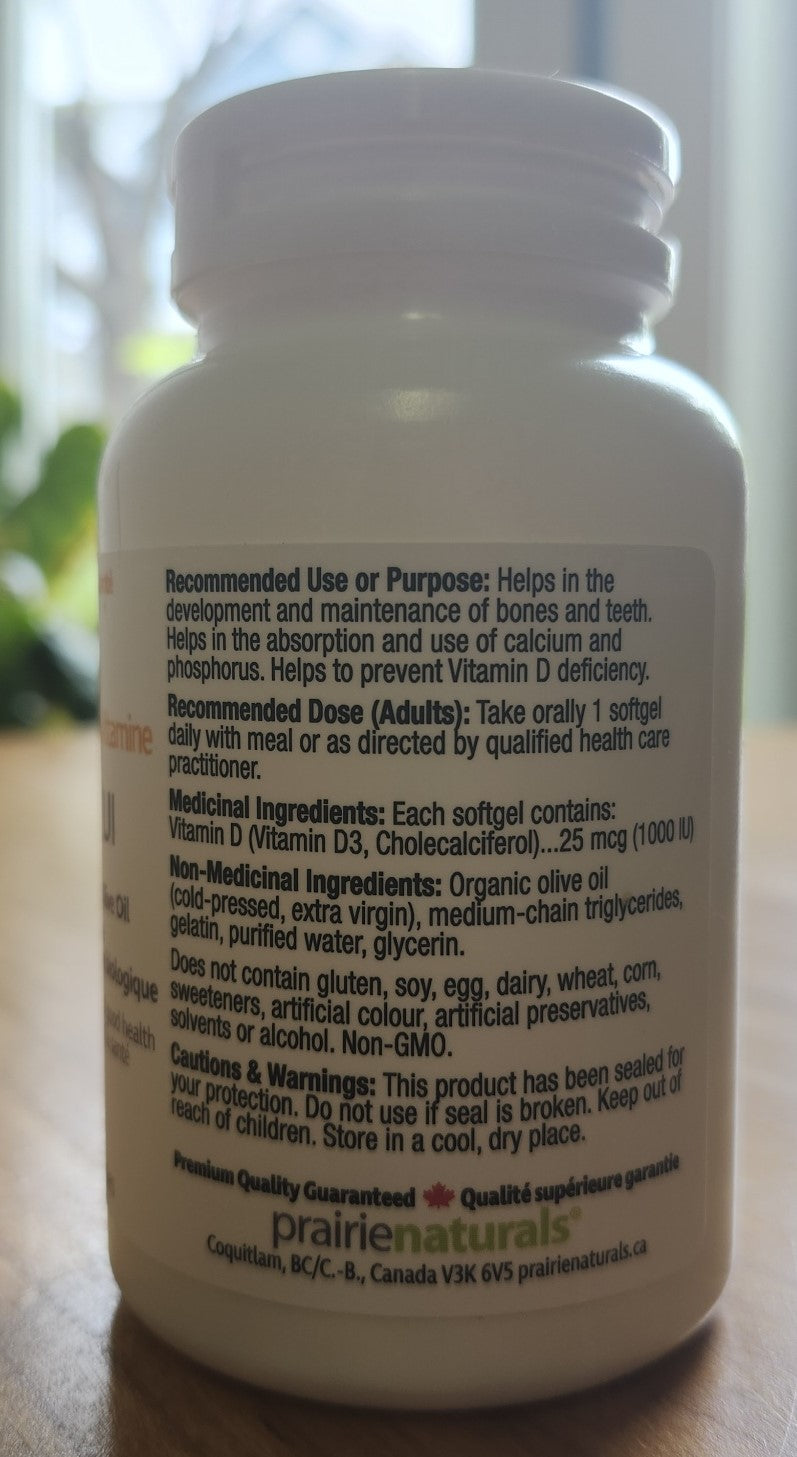 Recommended Use or Purpose: Helps in the
development and maintenance of bones and teeth.
Helps in the absorption and use of calcium and
phosphorus. Helps to prevent Vitamin D deficiency.
Recommended Dose (Adults): Take orally 1 softgel
daily with meal or as directed by qualified health care
practitioner.
Medicinal Ingredients: Each softgel contains:
Vitamin D (Vitamin D3, Cholecalciferol)...25 mcg (1000 IU)
Non-Medicinal Ingredients: Organic olive oil
(cold-pressed, extra virgin), medium-chain triglycerides,
gelatin, purified water, glycerin.
Does not contain gluten, soy, egg, dairy, wheat, corn,
sweeteners, artificial colour, artificial preservatives,
solvents or alcohol. Non-GMO.
Cautions & Warnings: This product has been sealed for
your protection. Do not use if seal is broken. Keep out of
reach of children. Store in a cool, dry place.
Premium Quality Guaranteed Qualité supérieure garantie
prairienaturals®
Coquitlam, BC/C.-B., Canada V3K 6V5 prairienaturals.ca
Oil
health